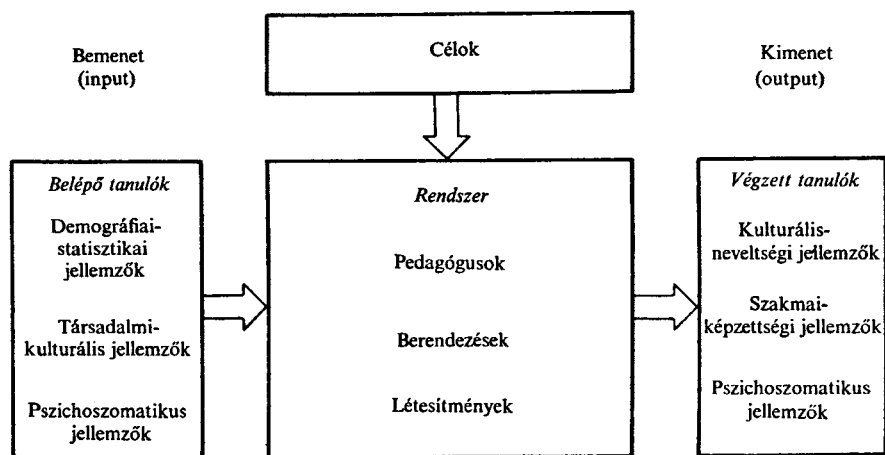 Bemenet
(input)
Célok
Kimenet
(output)
Belépő tanulók
Demográfiai-
statisztikai
jellemzők
Társadalmi-
kulturális jellemzők
Pszichoszomatikus
jellemzők
Rendszer
Pedagógusok
Berendezések
Létesítmények
Végzett tanulók
Kulturális-
neveltségi jellemzők
Szakmai-
képzettségi jellemzők
Pszichoszomatikus
jellemzők